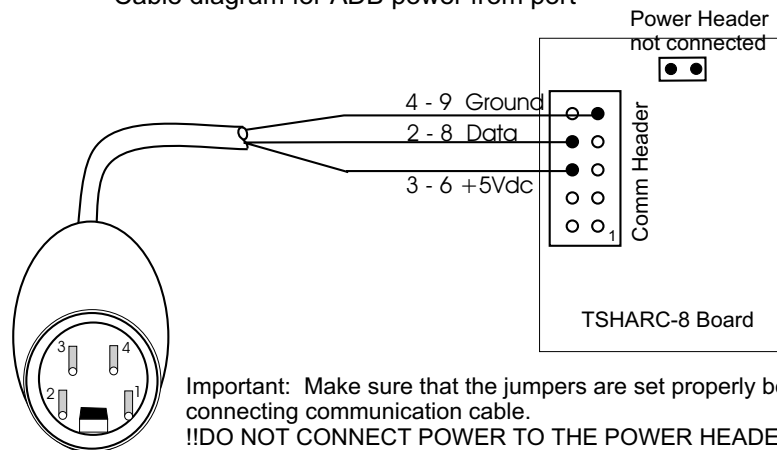 Cable diagram for ADB power from port
Power Header
not connected
4 - 9 Ground
2 - 8 Data
3 - 6 +5Vdc
Comm Header
1
TSHARC-8 Board
3
4
2
1
Important: Make sure that the jumpers are set properly
connecting communication cable.
!!DO NOT CONNECT POWER TO THE POWER